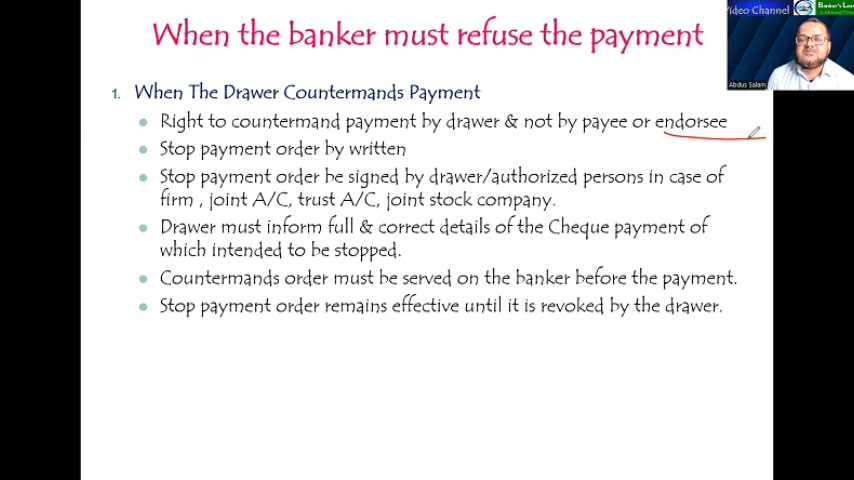 When the banker must refuse the payment
Video Channel
Banker's
Abdus Salam
1. When The Drawer Countermands Payment
Right to countermand payment by drawer & not by payee or endorsee
Stop payment order by written
Stop payment order be signed by drawer/authorized persons in case of
firm , joint A/C, trust A/C, joint stock company.
Drawer must inform full & correct details of the Cheque payment of
which intended to be stopped.
Countermands order must be served on the banker before the payment.
Stop payment order remains effective until it is revoked by the drawer.